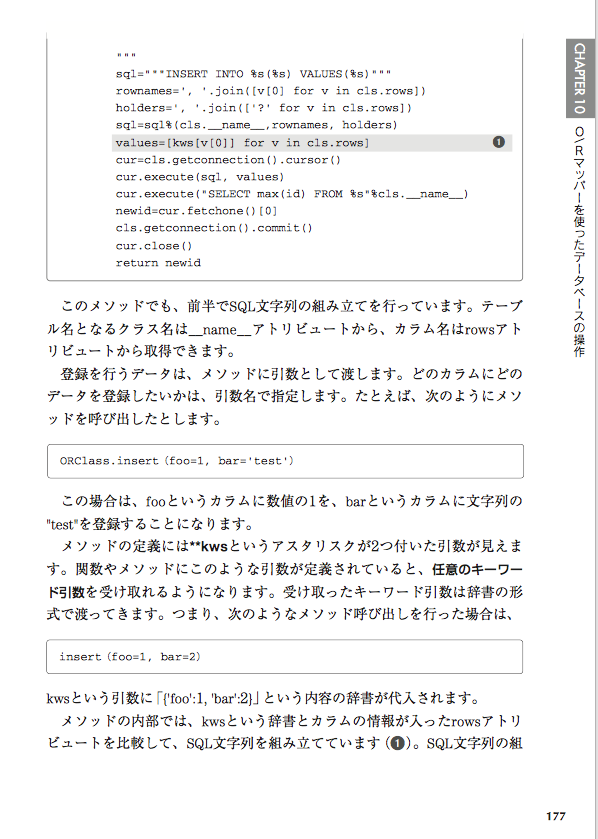 """
sql="""INSERT INTO %s(%s) VALUES(%s)"""
rownames=', '.join([v[0] for v in cls.rows])
holders=', '.join(['?' for v in cls.rows])
sql=sql%(cls.__name__,rownames, holders)
values=[kws[v[0]] for v in cls.rows] ❶
cur=cls.getconnection().cursor()
cur.execute(sql, values)
cur.execute("SELECT max(id) FROM %s"%cls.__name__)
newid=cur.fetchone()[0]
cls.getconnection().commit()
cur.close()
return newid
このメソッドでも、前半でSQL文字列の組み立てを行っています。テーブ
ル名となるクラス名は__name__アトリビュートから、カラム名はrowsアト
リビュートから取得できます。
登録を行うデータは、メソッドに引数として渡します。どのカラムにどの
データを登録したいかは、引数名で指定します。たとえば、次のようにメソ
ッドを呼び出したとします。
ORClass.insert(foo=1, bar='test')
この場合は、fooというカラムに数値の1を、barというカラムに文字列の
"test"を登録することになります。
メソッドの定義には**kwsというアスタリスクが2つ付いた引数が見えま
す。関数やメソッドにこのような引数が定義されていると、任意のキーワー
ド引数を受け取れるようになります。受け取ったキーワード引数は辞書の形
式で渡ってきます。つまり、次のようなメソッド呼び出しを行った場合は、
insert(foo=1, bar=2)
kwsという引数に「{'foo':1, 'bar':2}」という内容の辞書が代入されます。
メソッドの内部では、kwsという辞書とカラムの情報が入ったrowsアトリ
ビュートを比較して、SQL文字列を組み立てています(❶)。SQL文字列の組
CHAPTER 10
O/Rマッパーを使ったデータベースの操作
177